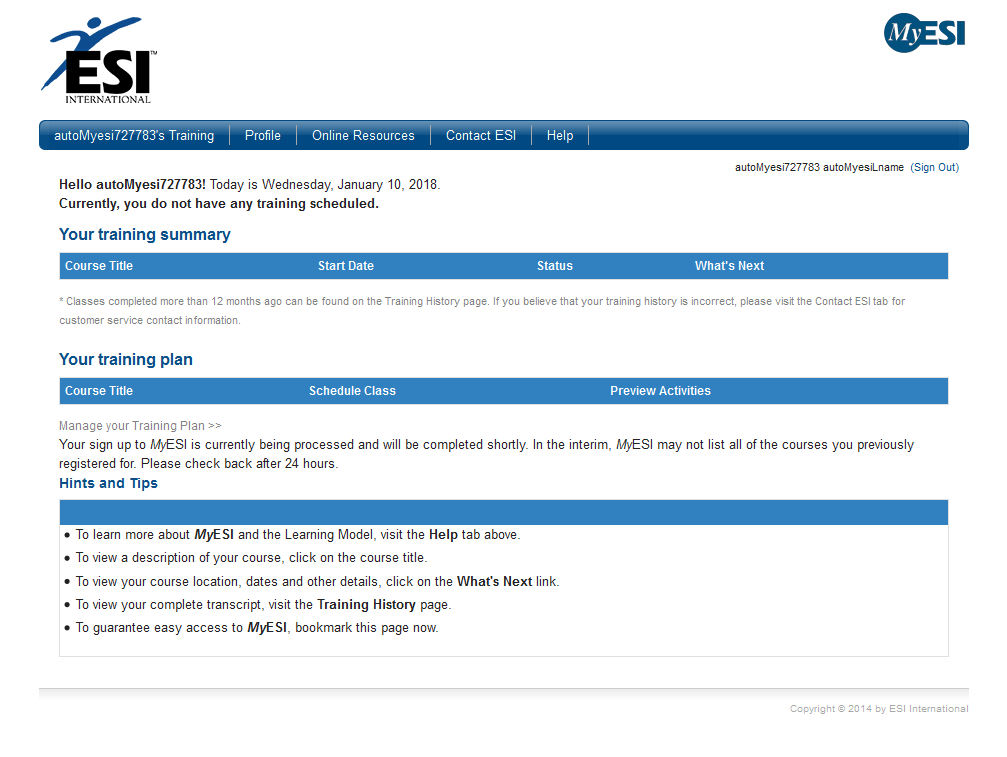 ESI™
INTERNATIONAL
MyESI
autoMyesi727783's Training Profile Online Resources Contact ESI Help
autoMyesi727783 autoMyesiLname (Sign Out)
Hello autoMyesi727783! Today is Wednesday, January 10, 2018.
Currently, you do not have any training scheduled.
Your training summary
Course Title Start Date Status What's Next
* Classes completed more than 12 months ago can be found on the Training History page. If you believe that your training history is incorrect, please visit the Contact ESI tab for
customer service contact information.
Your training plan
Course Title Schedule Class Preview Activities
Manage your Training Plan >>
Your sign up to MyESI is currently being processed and will be completed shortly. In the interim, MyESI may not list all of the courses you previously
registered for. Please check back after 24 hours.
Hints and Tips
• To learn more about MyESI and the Learning Model, visit the Help tab above.
• To view a description of your course, click on the course title.
• To view your course location, dates and other details, click on the What's Next link.
• To view your complete transcript, visit the Training History page.
• To guarantee easy access to MyESI, bookmark this page now.
Copyright © 2014 by ESI International